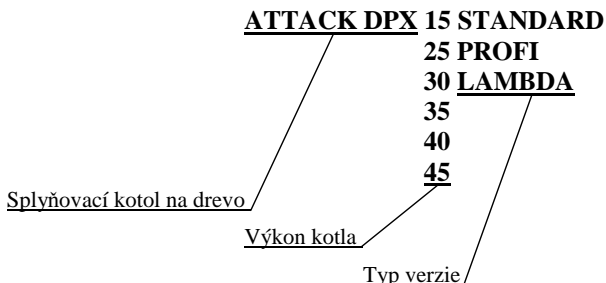 ATTACK DPX 15 STANDARD
25 PROFI
30 LAMBDA
35
40
45
Splyňovací kotol na drevo
Výkon kotla
Typ verzie